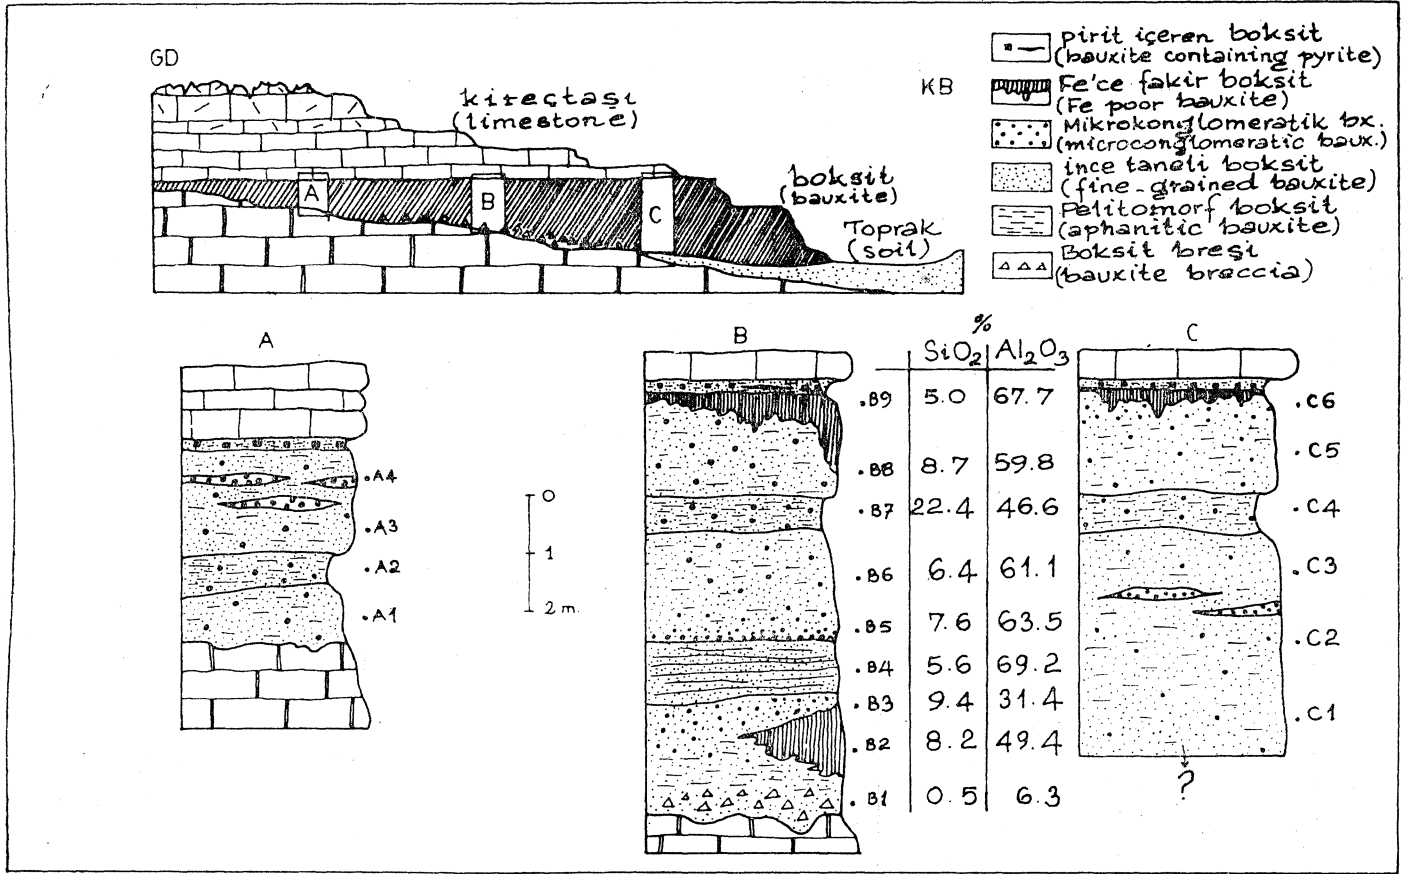 GD
KB
kireçtaşı
(limestone)
boksit
(bauxite)
Toprak
(soil)
A
B
C
pirit içeren boksit
(bauxite containing pyrite)
Fe'ce fakir boksit
(Fe poor bauxite)
Mikrokonglomeratik bx.
(microconglomeratic baux.)
ince taneli boksit
(fine-grained bauxite)
Pelitomorf boksit
(aphanitic bauxite)
Boksit breşi
(bauxite breccia)
A
.A4
.A3
.A2
.A1
0
1
2 m
B
%
SiO2 Al2O3
.B9 5.0 67.7
.B8 8.7 59.8
.B7 22.4 46.6
.B6 6.4 61.1
.B5 7.6 63.5
.B4 5.6 69.2
.B3 9.4 31.4
.B2 8.2 49.4
.B1 0.5 6.3
C
.C6
.C5
.C4
.C3
.C2
.C1
?